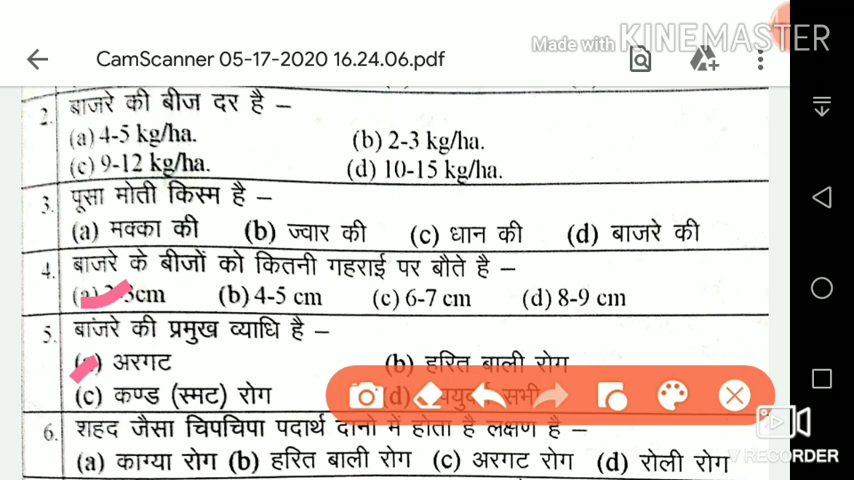 Made with KINEMASTER
CamScanner 05-17-2020 16.24.06.pdf
2. बाजरे की बीज दर है –
(a) 4-5 kg/ha. (b) 2-3 kg/ha.
(c) 9-12 kg/ha. (d) 10-15 kg/ha.
3. पूसा मोती किस्म है –
(a) मक्का की (b) ज्वार की (c) धान की (d) बाजरे की
4. बाजरे के बीजों को कितनी गहराई पर बौते है –
(a) 2-3cm (b) 4-5 cm (c) 6-7 cm (d) 8-9 cm
5. बांजरे की प्रमुख व्याधि है –
अरगट (b) हरित बाली रोग
(c) कण्ड (स्मट) रोग (d) सभी
6. शहद जैसा चिपचिपा पदार्थ दानो में होता है लक्षण है –
(a) काग्या रोग (b) हरित बाली रोग (c) अरगट रोग (d) रोली रोग
V RECORDER